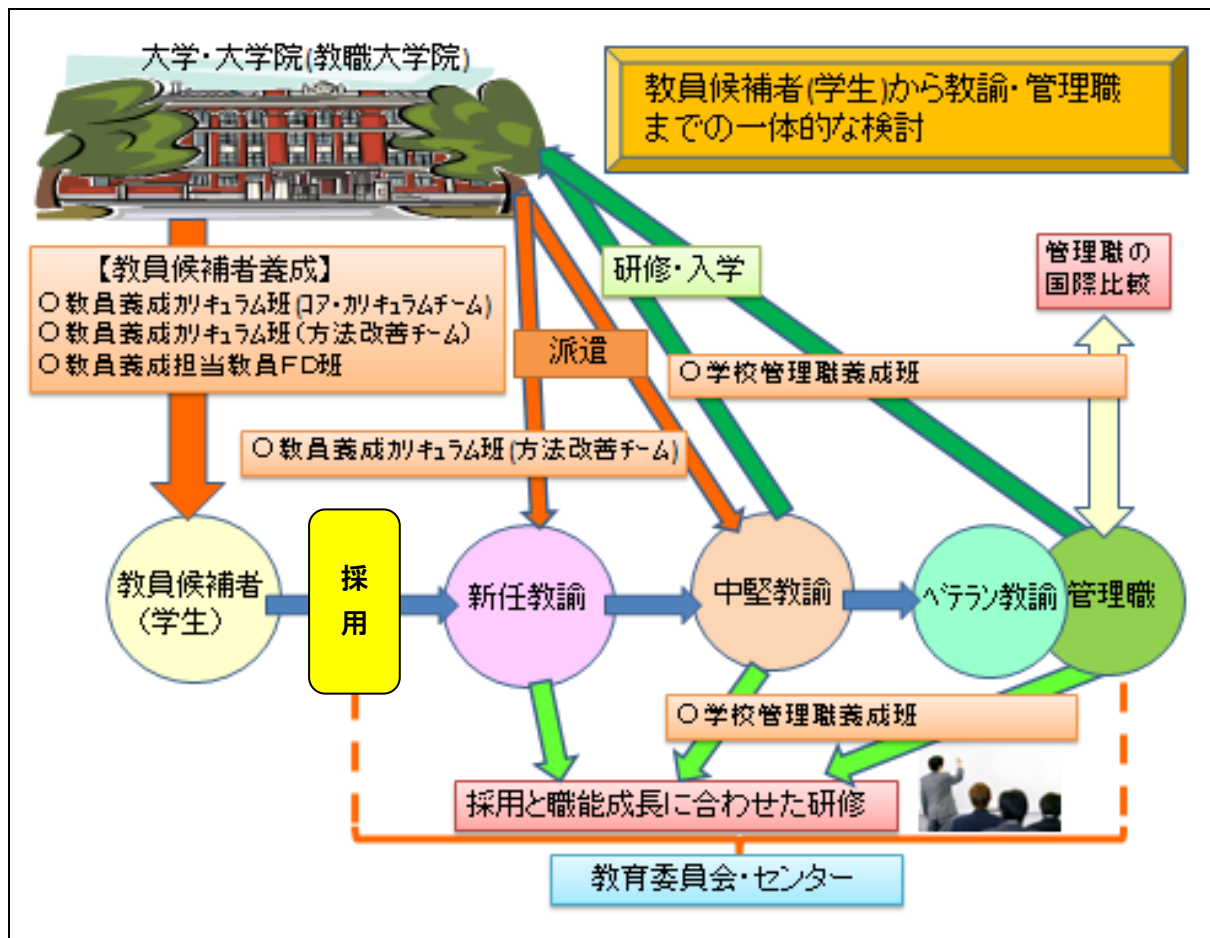 大学・大学院(教職大学院)
教員候補者(学生)から教諭・管理職
までの一体的な検討
【教員候補者養成】
○教員養成カリキュラム班(コア・カリキュラムチーム)
○教員養成カリキュラム班(方法改善チーム)
○教員養成担当教員FD班
研修・入学
管理職の
国際比較
派遣
○学校管理職養成班
○教員養成カリキュラム班(方法改善チーム)
教員候補者
(学生)
採
用
新任教諭
中堅教諭
ベテラン教諭
管理職
○学校管理職養成班
採用と職能成長に合わせた研修
教育委員会・センター